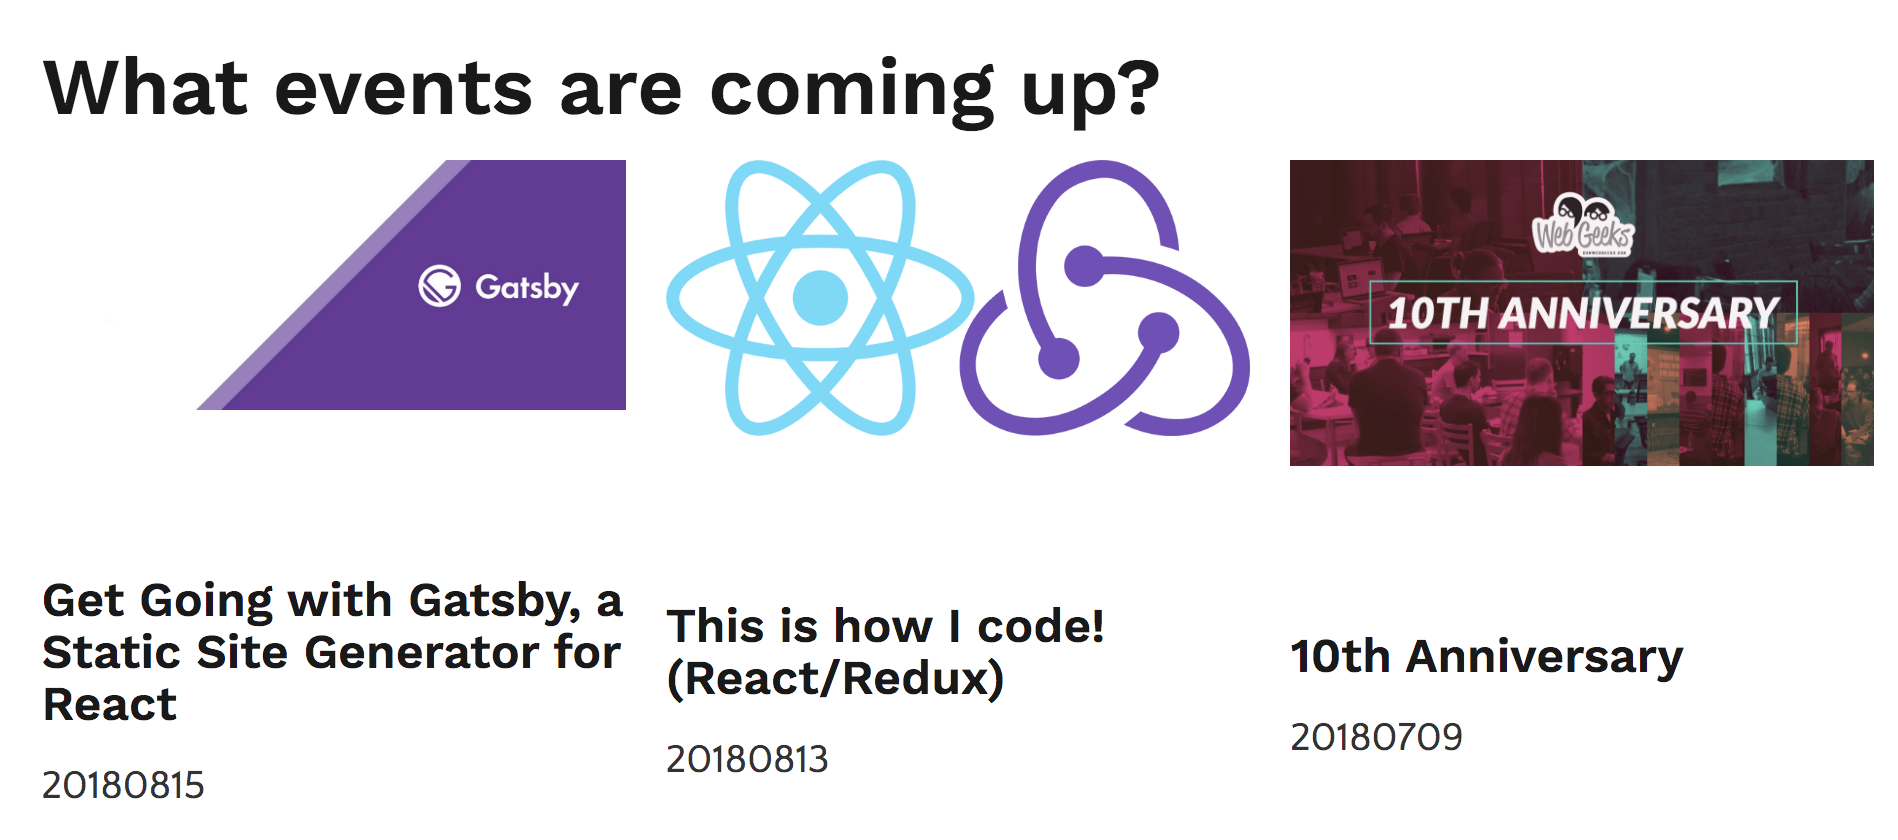 What events are coming up?
Gatsby
Web Geeks
10TH ANNIVERSARY
Get Going with Gatsby, a
Static Site Generator for
React
20180815
This is how I code!
(React/Redux)
20180813
10th Anniversary
20180709